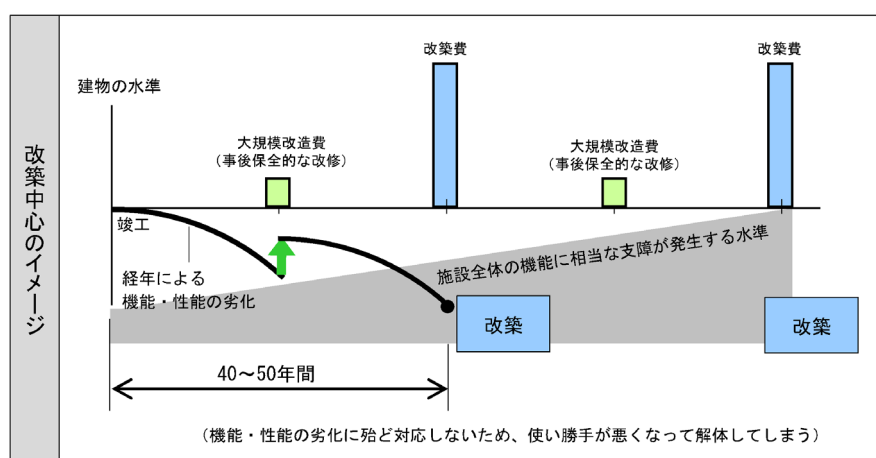 改築中心のイメージ
改築費
改築費
建物の水準
大規模改造費
（事後保全的な改修）
大規模改造費
（事後保全的な改修）
竣工
経年による
機能・性能の劣化
施設全体の機能に相当な支障が発生する水準
改築
改築
40～50年間
（機能・性能の劣化に殆ど対応しないため、使い勝手が悪くなって解体してしまう）